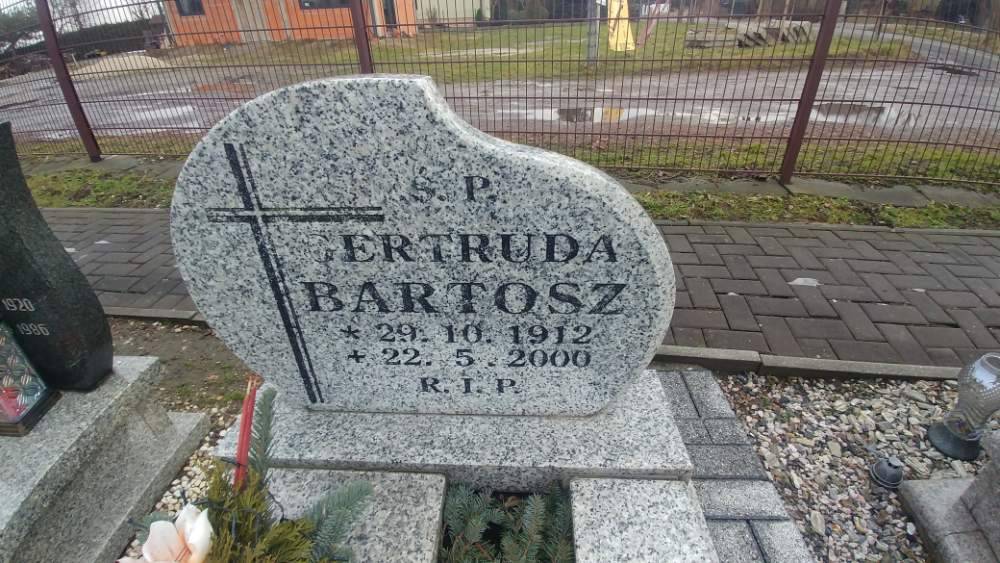 Ś. P.
GERTRUDA
BARTOSZ
* 29. 10. 1912
+ 22. 5. 2000
R. I. P.
1920
1986